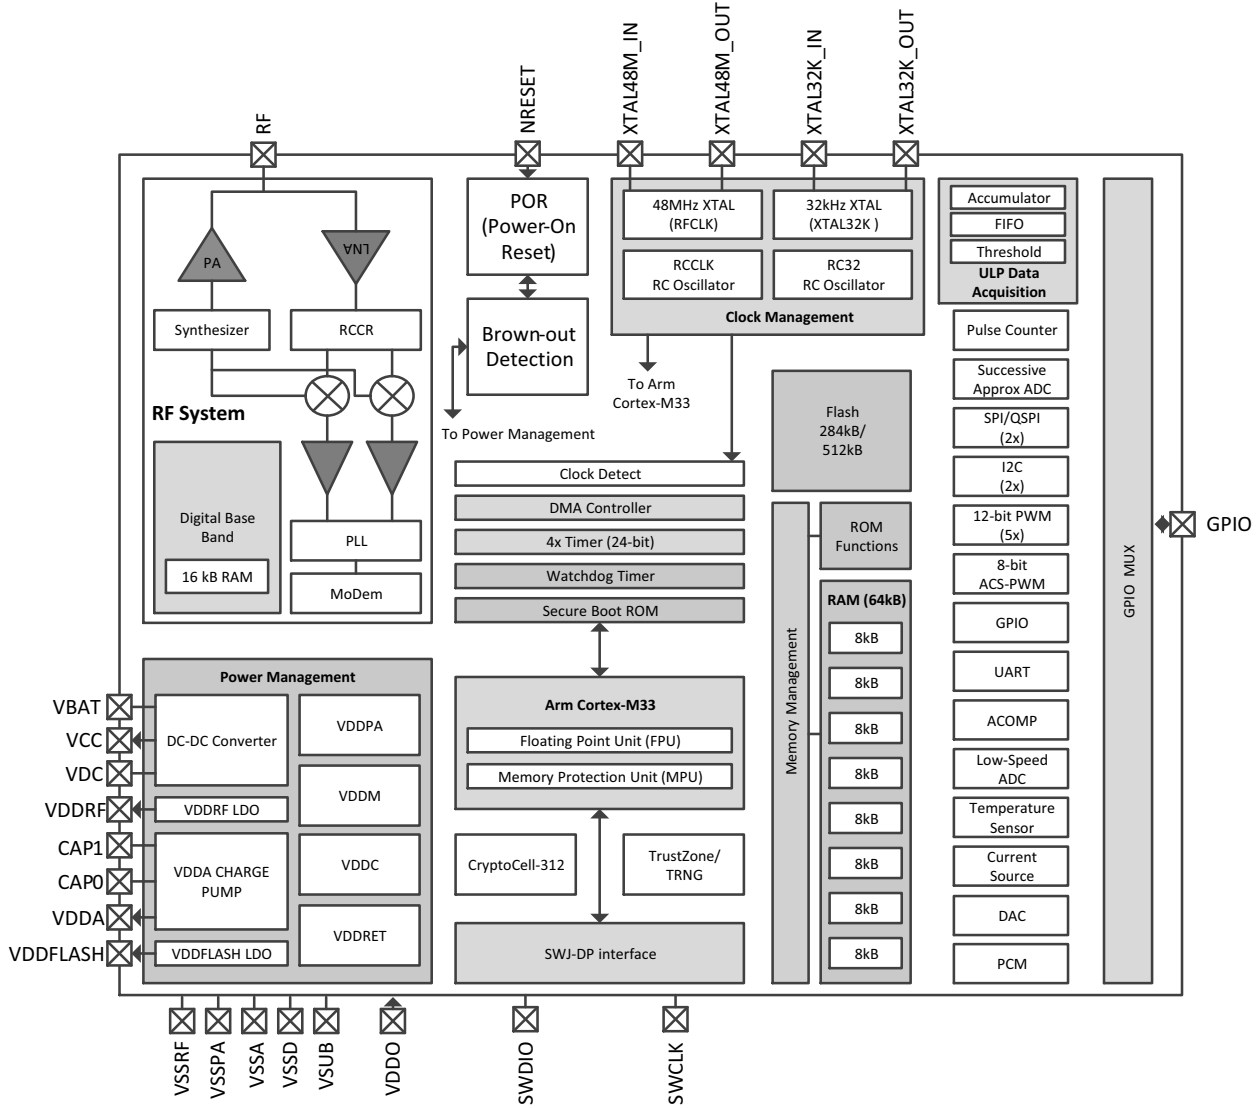 RF
NRESET
XTAL48M_IN
XTAL48M_OUT
XTAL32K_IN
XTAL32K_OUT
PA
LNA
Synthesizer
RCCR
RF System
Digital Base
Band
16 kB RAM
PLL
MoDem
POR
(Power-On
Reset)
Brown-out
Detection
To Power Management
48MHz XTAL
(RFCLK)
32kHz XTAL
(XTAL32K )
RCCLK
RC Oscillator
RC32
RC Oscillator
Clock Management
To Arm
Cortex-M33
Clock Detect
DMA Controller
4x Timer (24-bit)
Watchdog Timer
Secure Boot ROM
Arm Cortex-M33
Floating Point Unit (FPU)
Memory Protection Unit (MPU)
CryptoCell-312
TrustZone/
TRNG
SWJ-DP interface
Flash
284kB/
512kB
Memory Management
ROM
Functions
RAM (64kB)
8kB
8kB
8kB
8kB
8kB
8kB
8kB
8kB
Accumulator
FIFO
Threshold
ULP Data
Acquisition
Pulse Counter
Successive
Approx ADC
SPI/QSPI
(2x)
I2C
(2x)
12-bit PWM
(5x)
8-bit
ACS-PWM
GPIO
UART
ACOMP
Low-Speed
ADC
Temperature
Sensor
Current
Source
DAC
PCM
GPIO MUX
GPIO
Power Management
DC-DC Converter
VDDRF LDO
VDDA CHARGE
PUMP
VDDFLASH LDO
VDDPA
VDDM
VDDC
VDDRET
VBAT
VCC
VDC
VDDRF
CAP1
CAP0
VDDA
VDDFLASH
VSSRF
VSSPA
VSSA
VSSD
VSUB
VDDO
SWDIO
SWCLK